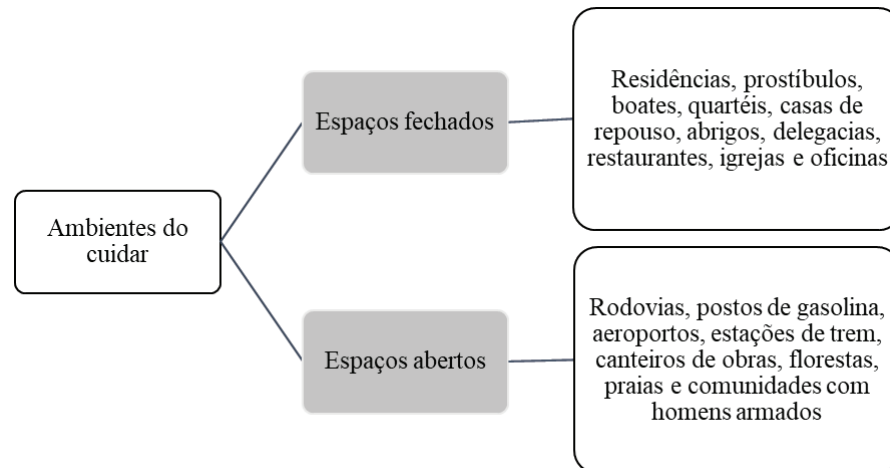 Espaços fechados
Residências, prostíbulos,
boates, quartéis, casas de
repouso, abrigos, delegacias,
restaurantes, igrejas e oficinas
Ambientes do
cuidar
Espaços abertos
Rodovias, postos de gasolina,
aeroportos, estações de trem,
canteiros de obras, florestas,
praias e comunidades com
homens armados